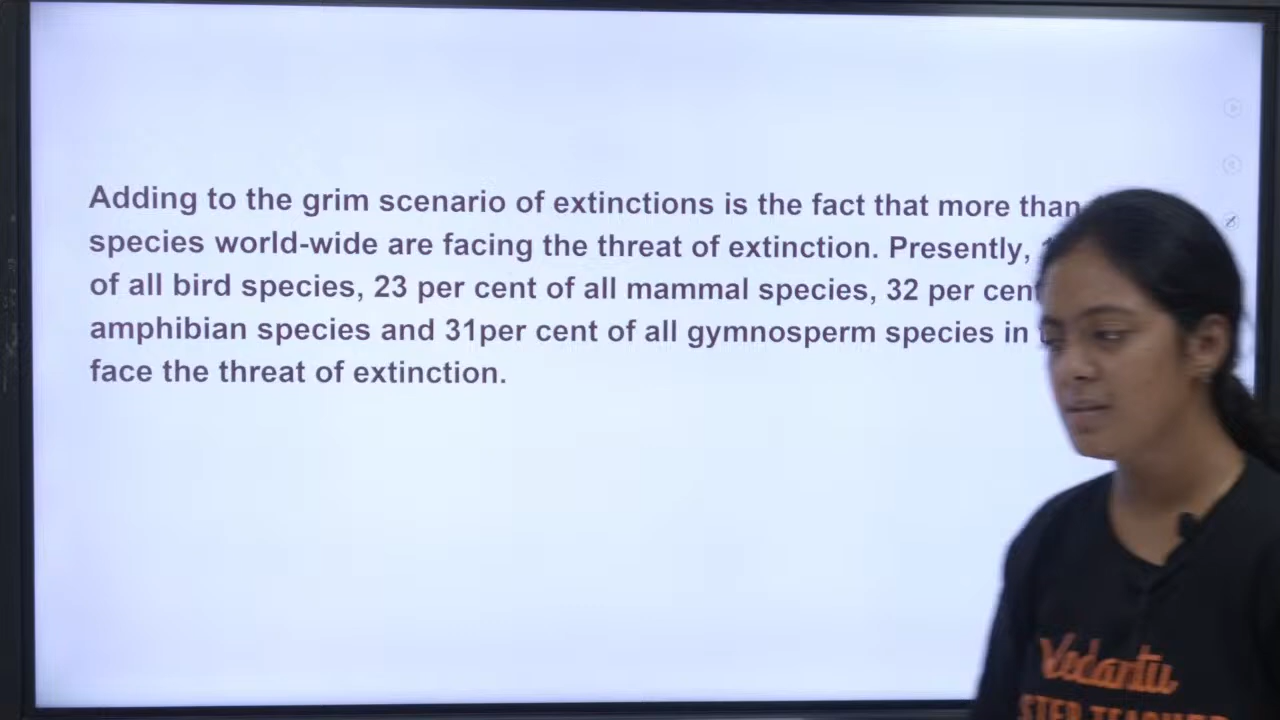 Adding to the grim scenario of extinctions is the fact that more than
species world-wide are facing the threat of extinction. Presently,
of all bird species, 23 per cent of all mammal species, 32 per cent
amphibian species and 31per cent of all gymnosperm species in
face the threat of extinction.
Vedantu